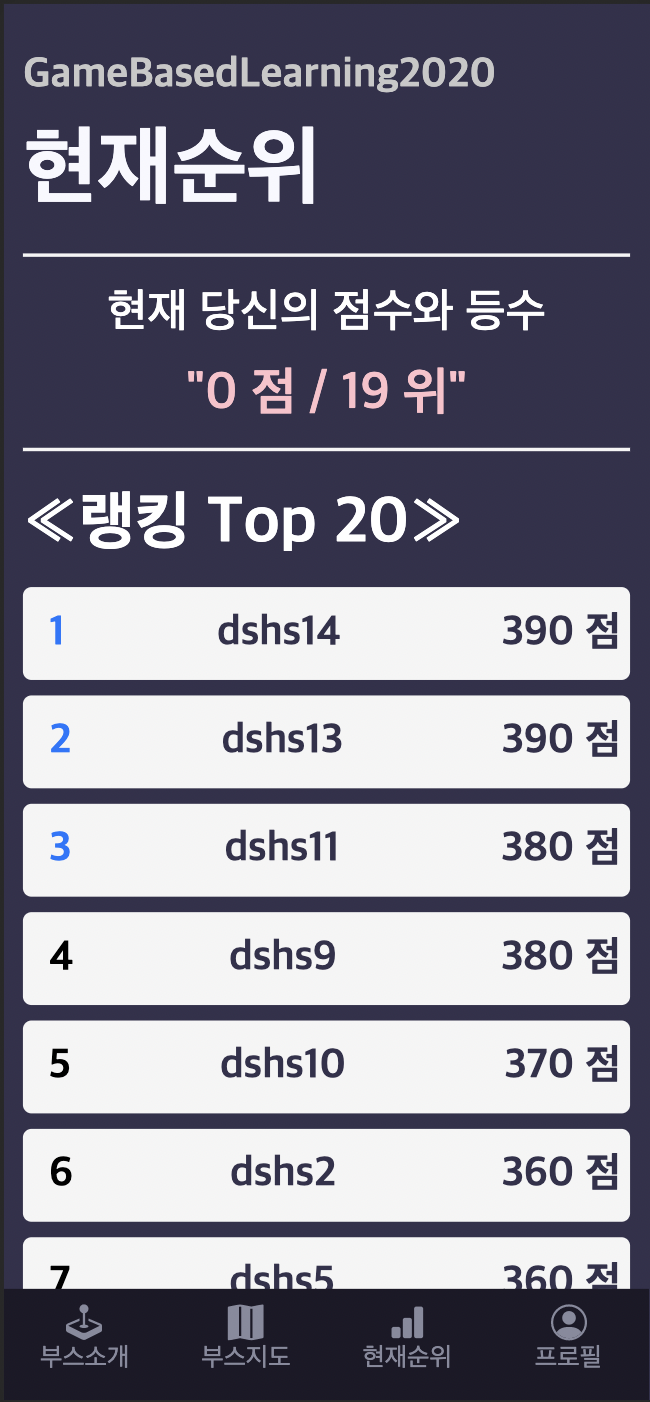 GameBasedLearning2020
현재순위
현재 당신의 점수와 등수
"0 점 / 19 위"
≪랭킹 Top 20≫
1 dshs14 390 점
2 dshs13 390 점
3 dshs11 380 점
4 dshs9 380 점
5 dshs10 370 점
6 dshs2 360 점
7 dshs5 360 점
부스소개 부스지도 현재순위 프로필